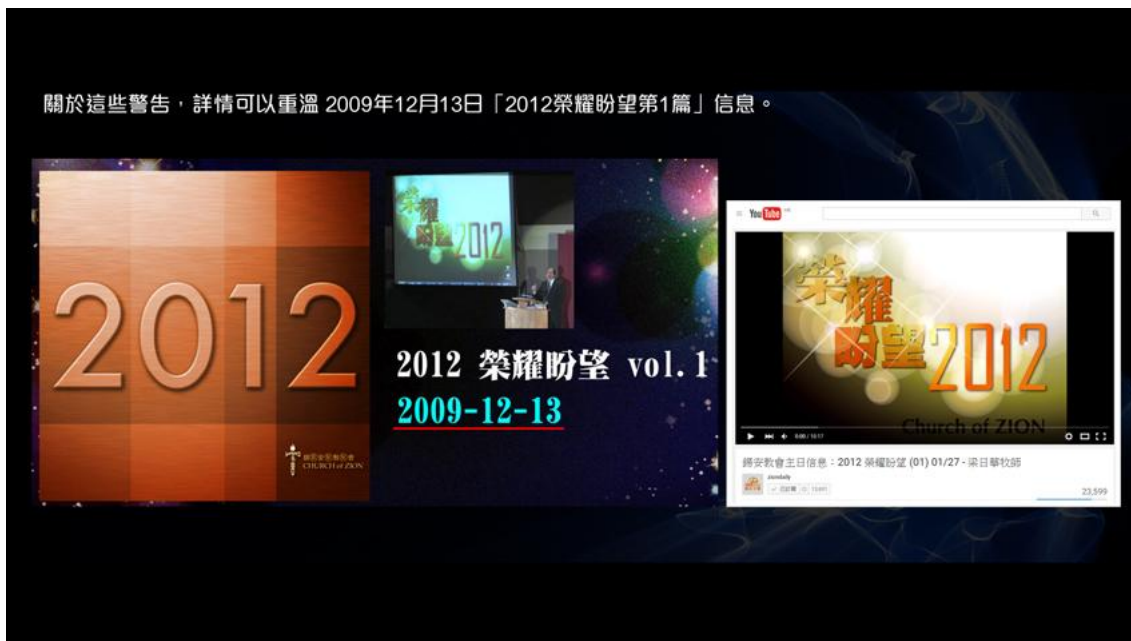 關於這些警告，詳情可以重溫 2009年12月13日「2012榮耀盼望第1篇」信息。
2012
CHURCH of ZION
榮耀
盼望2012
2012 榮耀盼望 vol.1
2009-12-13
YouTube
榮耀
盼望2012
Church of ZION
錫安教會主日信息：2012 榮耀盼望 (01) 01/27 - 梁日華牧師
ziondaily
23,599